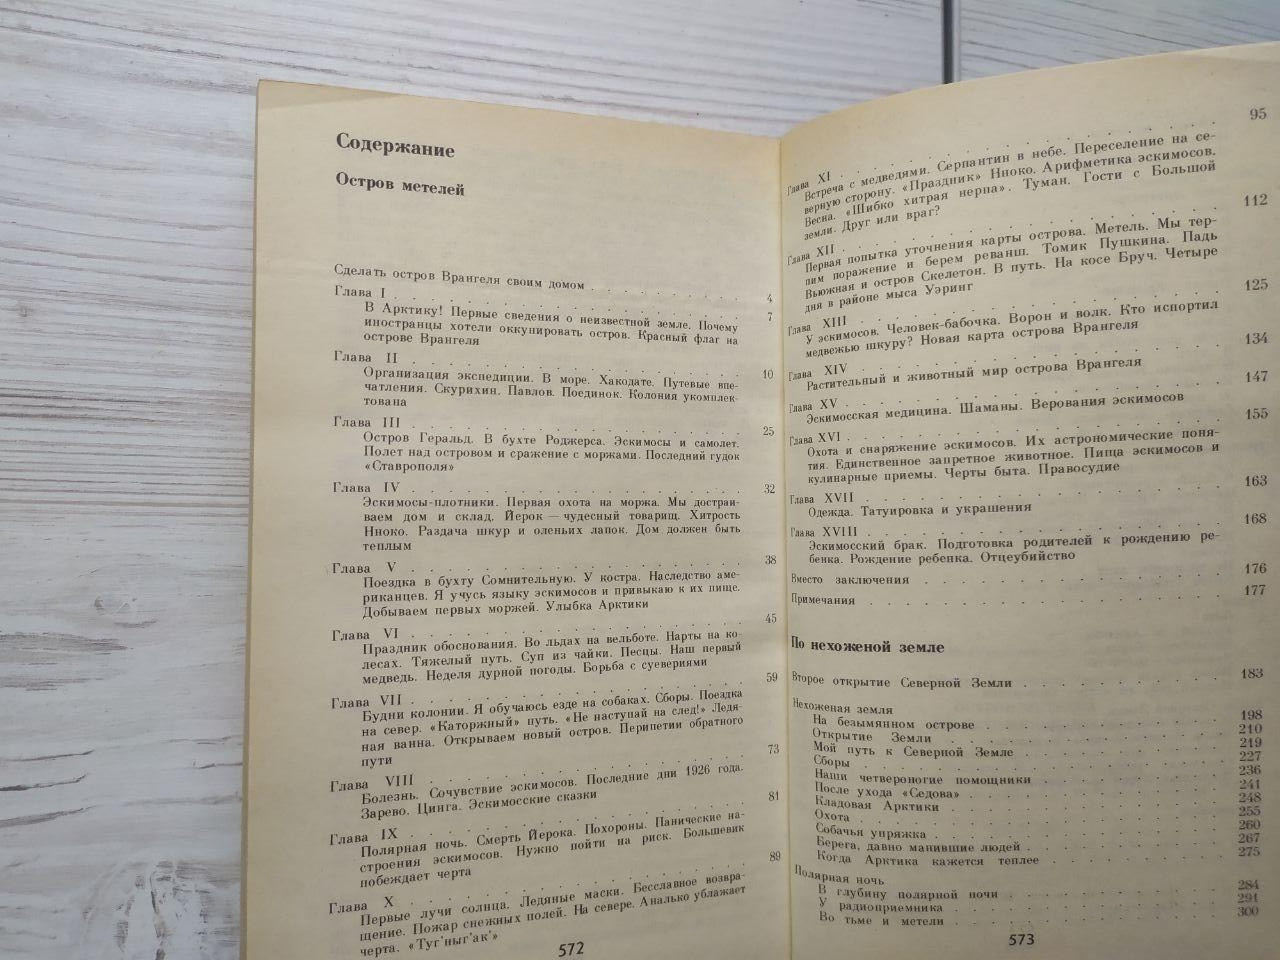 Содержание
Остров метелей
Сделать остров Врангеля своим домом . . . . . . . . . . 4
Глава I . . . . . . . . . . . . . . . . . . . . 7
В Арктику! Первые сведения о неизвестной земле. Почему
иностранцы хотели оккупировать остров. Красный флаг на
острове Врангеля
Глава II . . . . . . . . . . . . . . . . . . . . 10
Организация экспедиции. В море. Хакодате. Путевые впе-
чатления. Скурихин. Павлов. Поединок. Колония укомплек-
тована
Глава III . . . . . . . . . . . . . . . . . . . . 25
Остров Геральд. В бухте Роджерса. Эскимосы и самолет.
Полет над островом и сражение с моржами. Последний гудок
«Ставрополя»
Глава IV . . . . . . . . . . . . . . . . . . . . 32
Эскимосы-плотники. Первая охота на моржа. Мы достраи-
ваем дом и склад. Йерок — чудесный товарищ. Хитрость
Нноко. Раздача шкур и оленьих лапок. Дом должен быть
теплым
Глава V . . . . . . . . . . . . . . . . . . . . 38
Поездка в бухту Сомнительную. У костра. Наследство аме-
риканцев. Я учусь языку эскимосов и привыкаю к их пище.
Добываем первых моржей. Улыбка Арктики
Глава VI . . . . . . . . . . . . . . . . . . . . 45
Праздник обоснования. Во льдах на вельботе. Нарты на ко-
лесах. Тяжелый путь. Суп из чайки. Песцы. Наш первый
медведь. Неделя дурной погоды. Борьба с суевериями
Глава VII . . . . . . . . . . . . . . . . . . . . 59
Будни колонии. Я обучаюсь езде на собаках. Сборы. Поездка
на север. «Каторжный» путь. «Не наступай на след!» Ледя-
ная ванна. Открываем новый остров. Перипетии обратного
пути
Глава VIII . . . . . . . . . . . . . . . . . . . . 73
Болезнь. Сочувствие эскимосов. Последние дни 1926 года.
Зарево. Цинга. Эскимосские сказки
Глава IX . . . . . . . . . . . . . . . . . . . . 81
Полярная ночь. Смерть Йерока. Похороны. Панические на-
строения эскимосов. Нужно пойти на риск. Большевик
побеждает черта
Глава X . . . . . . . . . . . . . . . . . . . . 89
Первые лучи солнца. Ледяные маски. Бесславное возвра-
щение. Пожар снежных полей. На севере. Аналько ублажает
черта. «Туг'ныг'ак'»
572
Глава XI . . . . . . . . . . . . . . . . . . . . 95
Встреча с медведями. Серпантин в небе. Переселение на се-
верную сторону. «Праздник» Нноко. Арифметика эскимосов.
Весна. «Шибко хитрая нерпа». Туман. Гости с Большой
земли. Друг или враг?
Глава XII . . . . . . . . . . . . . . . . . . . . 112
Первая попытка уточнения карты острова. Метель. Мы тер-
пим поражение и берем реванш. Томик Пушкина. Падь
Вьюжная и остров Скелетон. В путь. На косе Бруч. Четыре
дня в районе мыса Уэринг
Глава XIII . . . . . . . . . . . . . . . . . . . . 125
У эскимосов. Человек-бабочка. Ворон и волк. Кто испортил
медвежью шкуру? Новая карта острова Врангеля
Глава XIV . . . . . . . . . . . . . . . . . . . . 134
Растительный и животный мир острова Врангеля
Глава XV . . . . . . . . . . . . . . . . . . . . 147
Эскимосская медицина. Шаманы. Верования эскимосов
Глава XVI . . . . . . . . . . . . . . . . . . . . 155
Охота и снаряжение эскимосов. Их астрономические поня-
тия. Единственное запретное животное. Пища эскимосов и
кулинарные приемы. Черты быта. Правосудие
Глава XVII . . . . . . . . . . . . . . . . . . . . 163
Одежда. Татуировка и украшения
Глава XVIII . . . . . . . . . . . . . . . . . . . . 168
Эскимосский брак. Подготовка родителей к рождению ре-
бенка. Рождение ребенка. Отцеубийство
Вместо заключения . . . . . . . . . . . . . . . . 176
Примечания . . . . . . . . . . . . . . . . . . 177
По нехоженой земле
Второе открытие Северной Земли . . . . . . . . . . . 183
Нехоженая земля
На безымянном острове . . . . . . . . . . . . . 198
Открытие Земли . . . . . . . . . . . . . . . . 210
Мой путь к Северной Земле . . . . . . . . . . . . 219
Сборы . . . . . . . . . . . . . . . . . . . 227
Наши четвероногие помощники . . . . . . . . . . . 236
После ухода «Седова» . . . . . . . . . . . . . . 241
Кладовая Арктики . . . . . . . . . . . . . . . 248
Охота . . . . . . . . . . . . . . . . . . . 255
Собачья упряжка . . . . . . . . . . . . . . . 260
Берега, давно манившие людей . . . . . . . . . . . 267
Когда Арктика кажется теплее . . . . . . . . . . . 275
Полярная ночь
В глубину полярной ночи . . . . . . . . . . . . . 284
У радиоприемника . . . . . . . . . . . . . . . 291
Во тьме и метели . . . . . . . . . . . . . . . 300
573